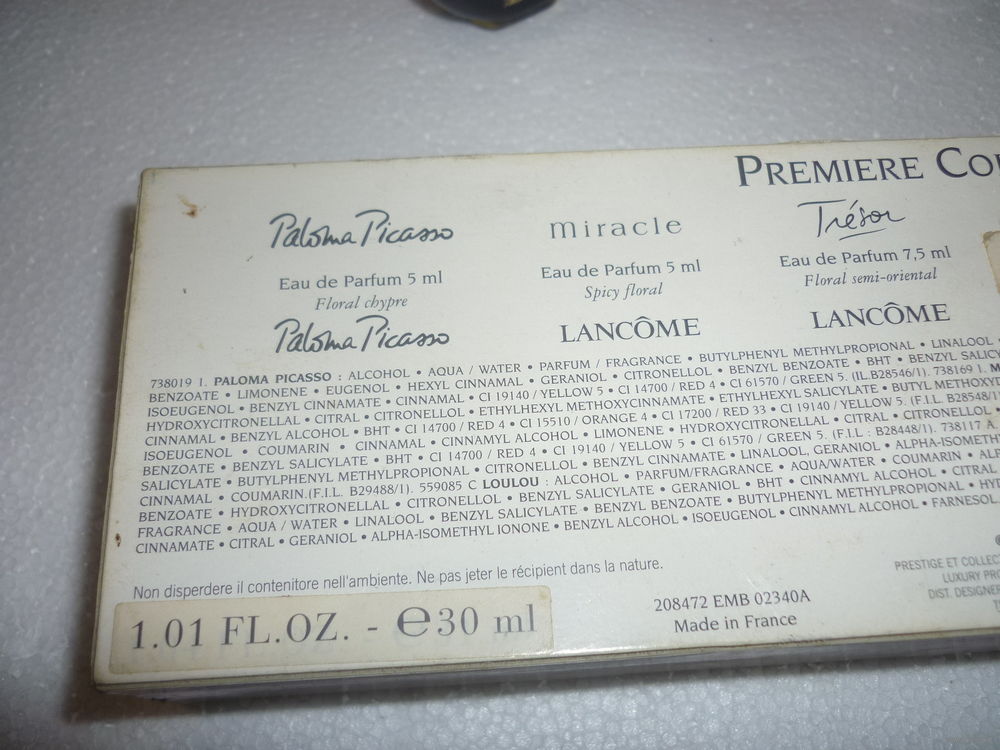 PREMIERE CO
Paloma Picasso miracle Trésor
Eau de Parfum 5 ml Eau de Parfum 5 ml Eau de Parfum 7,5 ml
Floral chypre Spicy floral Floral semi-oriental
Paloma Picasso LANCÔME LANCÔME
738019 1. PALOMA PICASSO : ALCOHOL • AQUA / WATER • PARFUM / FRAGRANCE • BUTYLPHENYL METHYLPROPIONAL • LINALOOL •
BENZOATE • LIMONENE • EUGENOL • HEXYL CINNAMAL • GERANIOL • CITRONELLOL • BENZYL BENZOATE • BHT • BENZYL SALICY
ISOEUGENOL • BENZYL CINNAMATE • CINNAMAL • CI 19140 / YELLOW 5 • CI 14700 / RED 4 • CI 61570 / GREEN 5. (IL.B28546/1). 738169 1. M
HYDROXYCITRONELLAL • CITRAL • CITRONELLOL • ETHYLHEXYL METHOXYCINNAMATE • ETHYLHEXYL SALICYLATE • BUTYL METHOXY
CINNAMAL • BENZYL ALCOHOL • BHT • CI 14700 / RED 4 • CI 15510 / ORANGE 4 • CI 17200 / RED 33 • CI 19140 / YELLOW 5. (F.I.L. B28548/1)
ISOEUGENOL • COUMARIN • CINNAMAL • CINNAMYL ALCOHOL • LIMONENE • HYDROXYCITRONELLAL • CITRAL • CITRONELLOL •
BENZOATE • BENZYL SALICYLATE • BHT • CI 14700 / RED 4 • CI 19140 / YELLOW 5 • CI 61570 / GREEN 5. (F.I.L : B28448/1). 738117 A
SALICYLATE • BUTYLPHENYL METHYLPROPIONAL • CITRONELLOL • BENZYL CINNAMATE • LINALOOL, GERANIOL • ALPHA-ISOMETH
CINNAMAL • COUMARIN.(F.I.L. B29488/1). 559085 C LOULOU : ALCOHOL • PARFUM/FRAGRANCE • AQUA/WATER • COUMARIN • ALP
BENZOATE • HYDROXYCITRONELLAL • CITRONELLOL • BENZYL SALICYLATE • GERANIOL • BHT • CINNAMYL ALCOHOL • CITRAL
FRAGRANCE • AQUA / WATER • LINALOOL • BENZYL SALICYLATE • BENZYL BENZOATE • BUTYLPHENYL METHYLPROPIONAL • HYD
CINNAMATE • CITRAL • GERANIOL • ALPHA-ISOMETHYL IONONE • BENZYL ALCOHOL • ISOEUGENOL • CINNAMYL ALCOHOL • FARNESOL
Non disperdere il contenitore nell'ambiente. Ne pas jeter le récipient dans la nature.
PRESTIGE ET COLLEC
LUXURY PRO
DIST. DESIGNER
1.01 FL.OZ. - ℮30 ml
208472 EMB 02340A
Made in France